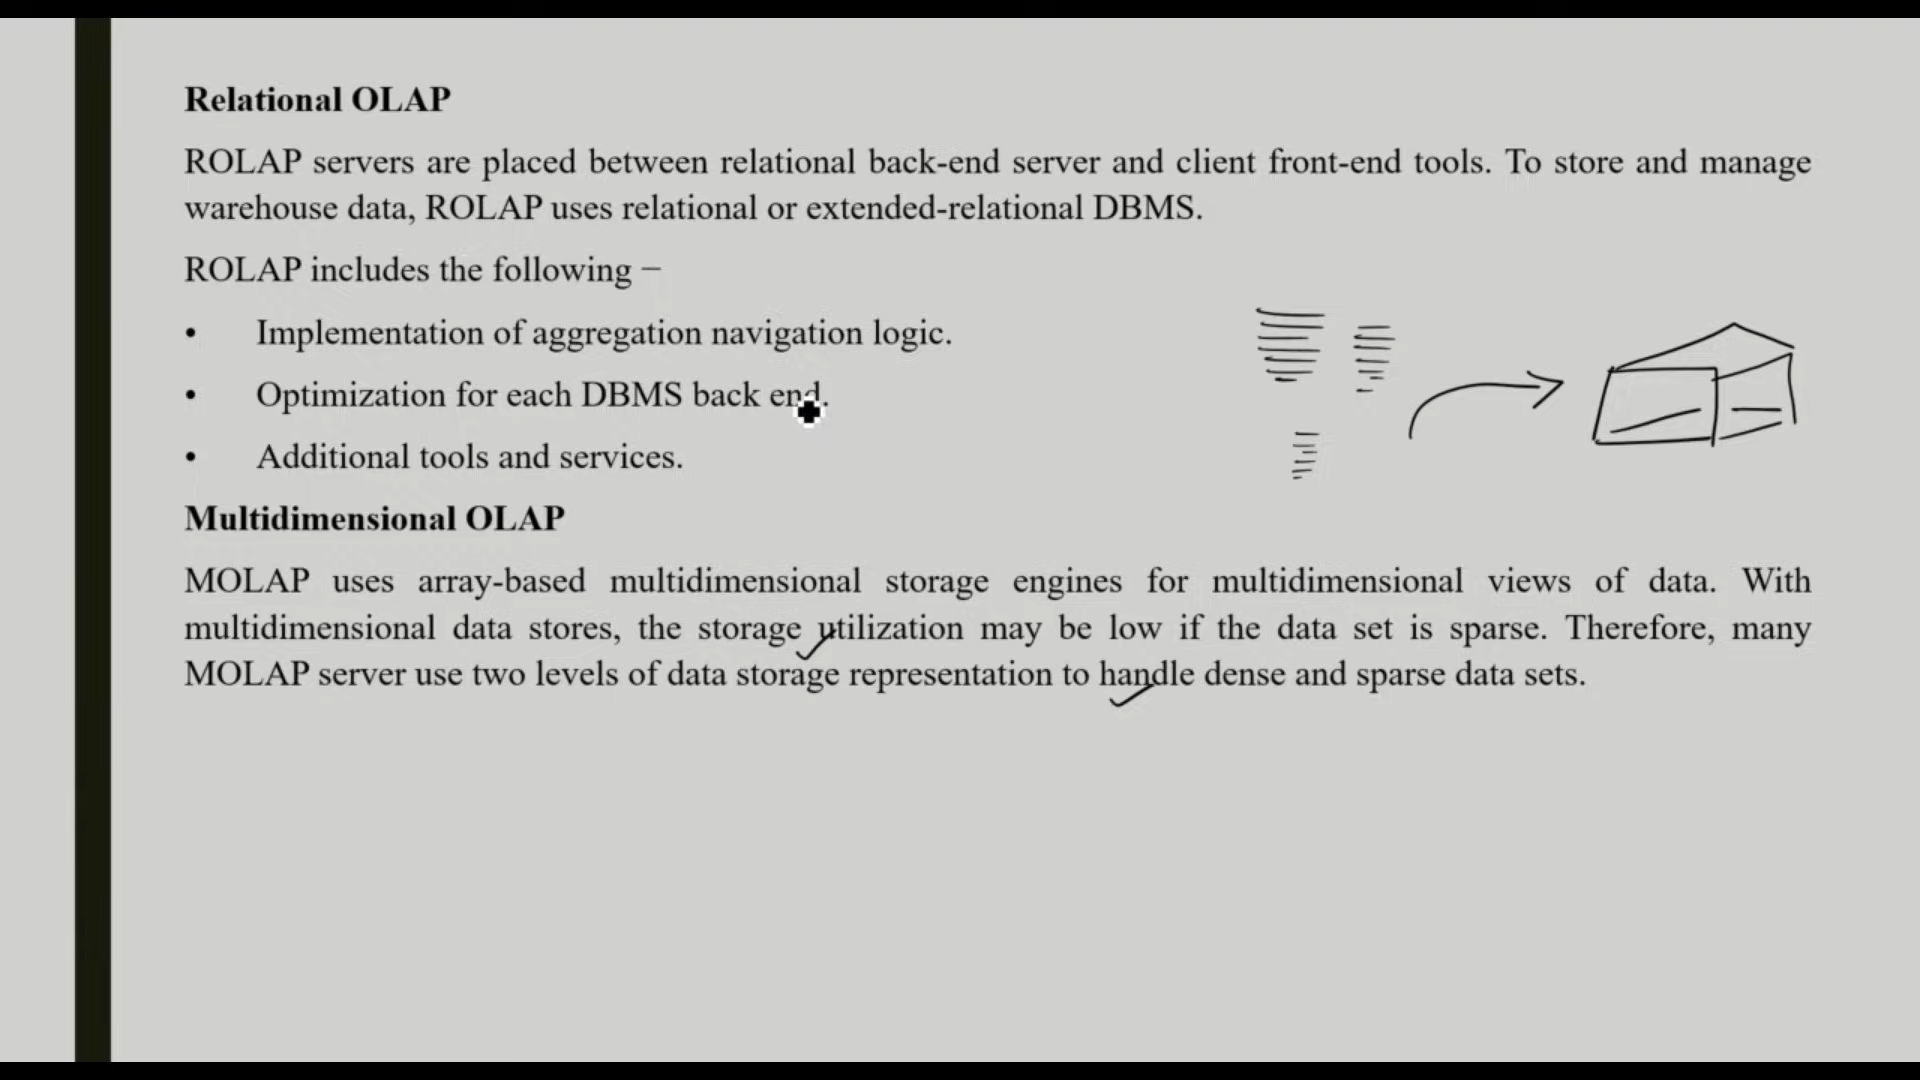 Relational OLAP
ROLAP servers are placed between relational back-end server and client front-end tools. To store and manage
warehouse data, ROLAP uses relational or extended-relational DBMS.
ROLAP includes the following −
• Implementation of aggregation navigation logic.
• Optimization for each DBMS back end.
• Additional tools and services.
Multidimensional OLAP
MOLAP uses array-based multidimensional storage engines for multidimensional views of data. With
multidimensional data stores, the storage utilization may be low if the data set is sparse. Therefore, many
MOLAP server use two levels of data storage representation to handle dense and sparse data sets.